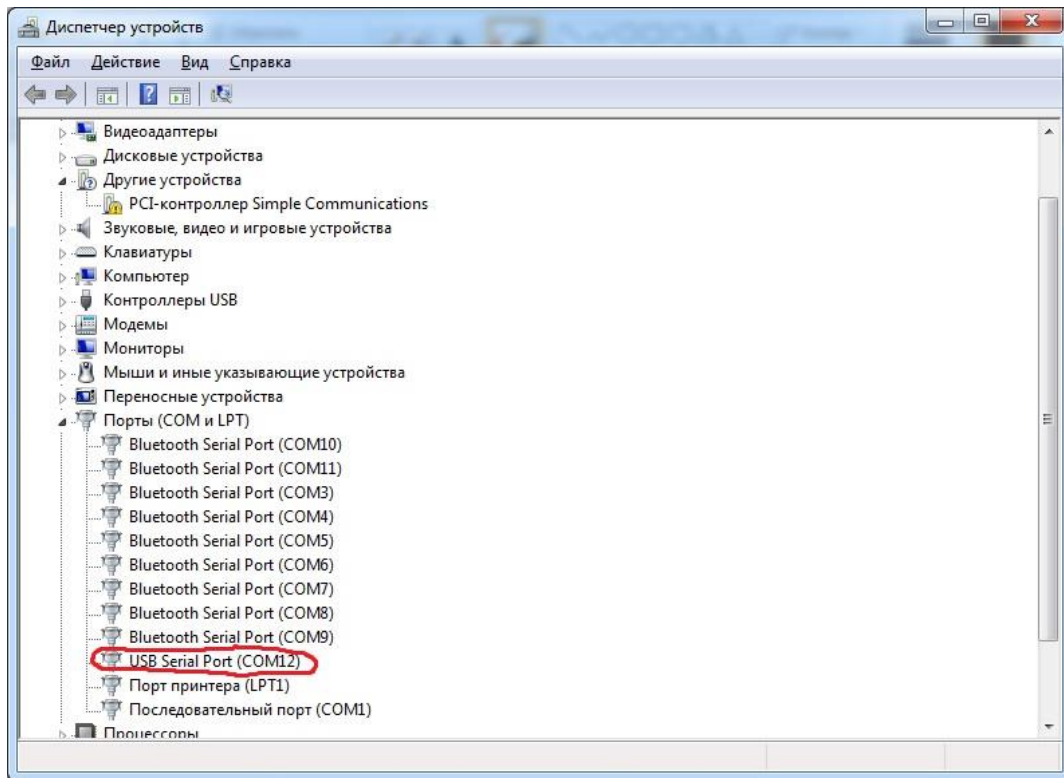 Диспетчер устройств
Файл Действие Вид Справка
Видеоадаптеры
Дисковые устройства
Другие устройства
PCI-контроллер Simple Communications
Звуковые, видео и игровые устройства
Клавиатуры
Компьютер
Контроллеры USB
Модемы
Мониторы
Мыши и иные указывающие устройства
Переносные устройства
Порты (COM и LPT)
Bluetooth Serial Port (COM10)
Bluetooth Serial Port (COM11)
Bluetooth Serial Port (COM3)
Bluetooth Serial Port (COM4)
Bluetooth Serial Port (COM5)
Bluetooth Serial Port (COM6)
Bluetooth Serial Port (COM7)
Bluetooth Serial Port (COM8)
Bluetooth Serial Port (COM9)
USB Serial Port (COM12)
Порт принтера (LPT1)
Последовательный порт (COM1)
Процессоры